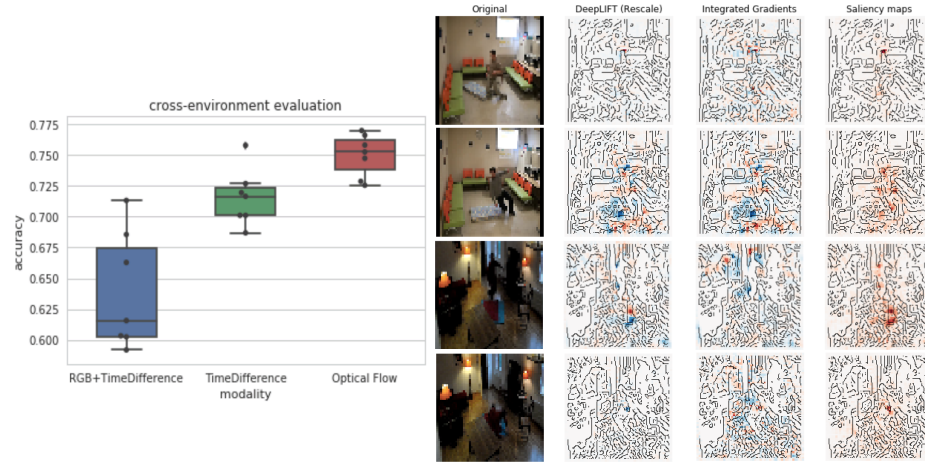 Original
DeepLIFT (Rescale)
Integrated Gradients
Saliency maps
cross-environment evaluation
accuracy
0.775
0.750
0.725
0.700
0.675
0.650
0.625
0.600
RGB+TimeDifference
TimeDifference
Optical Flow
modality